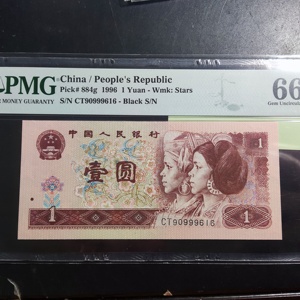 PMG
China / People's Republic
66
Pick# 884g 1996 1 Yuan - Wmk: Stars
MONEY GUARANTY
S/N CT90999616 - Black S/N
中国人民银行
1
壹圆
1
CT90999616